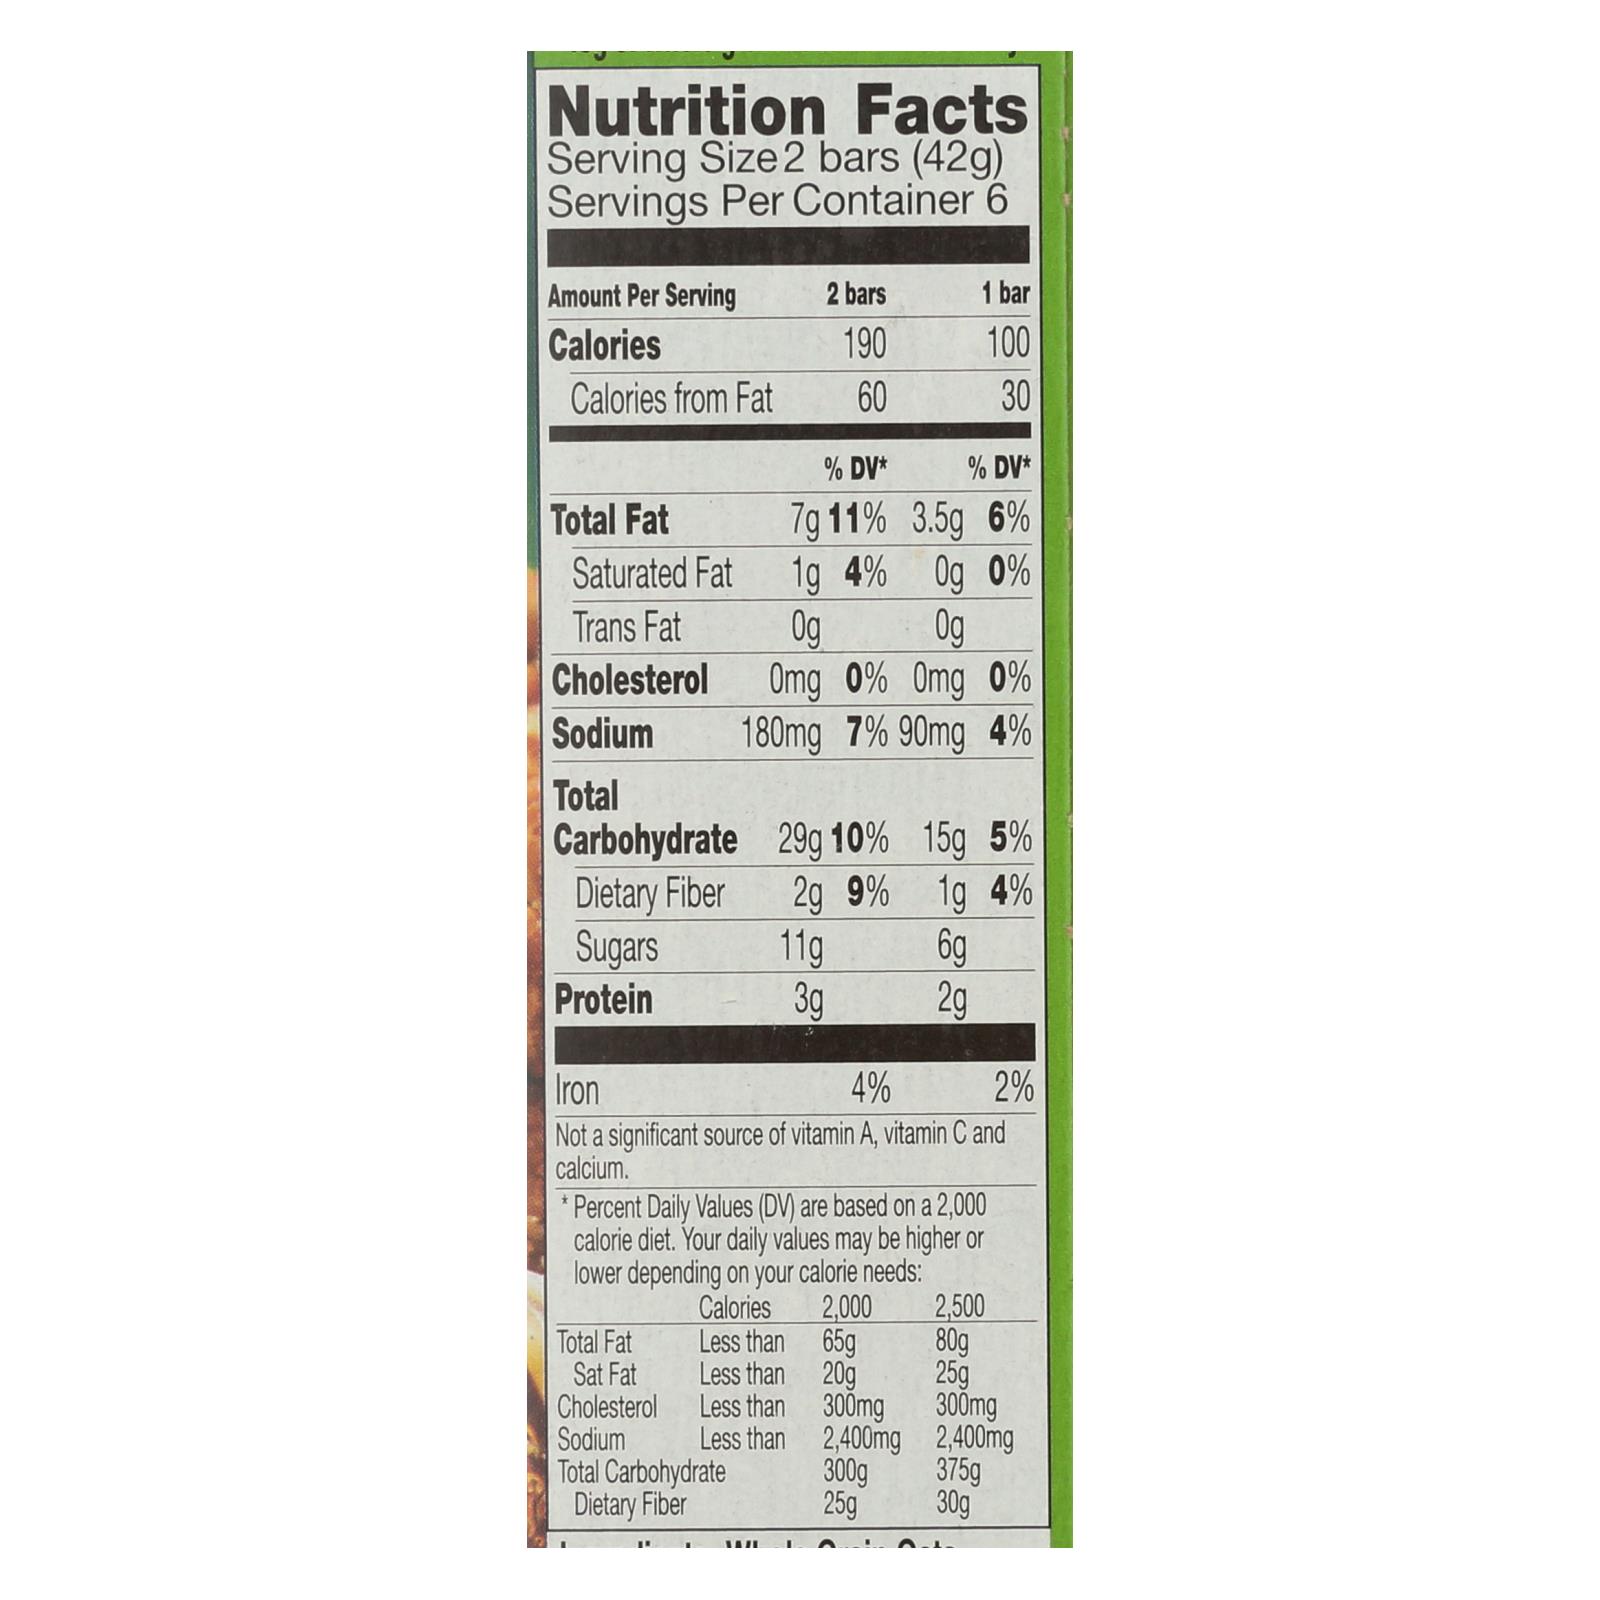 Nutrition Facts
Serving Size 2 bars (42g)
Servings Per Container 6
Amount Per Serving 2 bars 1 bar
Calories 190 100
Calories from Fat 60 30
% DV* % DV*
Total Fat 7g 11% 3.5g 6%
Saturated Fat 1g 4% 0g 0%
Trans Fat 0g 0g
Cholesterol 0mg 0% 0mg 0%
Sodium 180mg 7% 90mg 4%
Total
Carbohydrate 29g 10% 15g 5%
Dietary Fiber 2g 9% 1g 4%
Sugars 11g 6g
Protein 3g 2g
Iron 4% 2%
Not a significant source of vitamin A, vitamin C and
calcium.
* Percent Daily Values (DV) are based on a 2,000
calorie diet. Your daily values may be higher or
lower depending on your calorie needs:
Calories 2,000 2,500
Total Fat Less than 65g 80g
Sat Fat Less than 20g 25g
Cholesterol Less than 300mg 300mg
Sodium Less than 2,400mg 2,400mg
Total Carbohydrate 300g 375g
Dietary Fiber 25g 30g